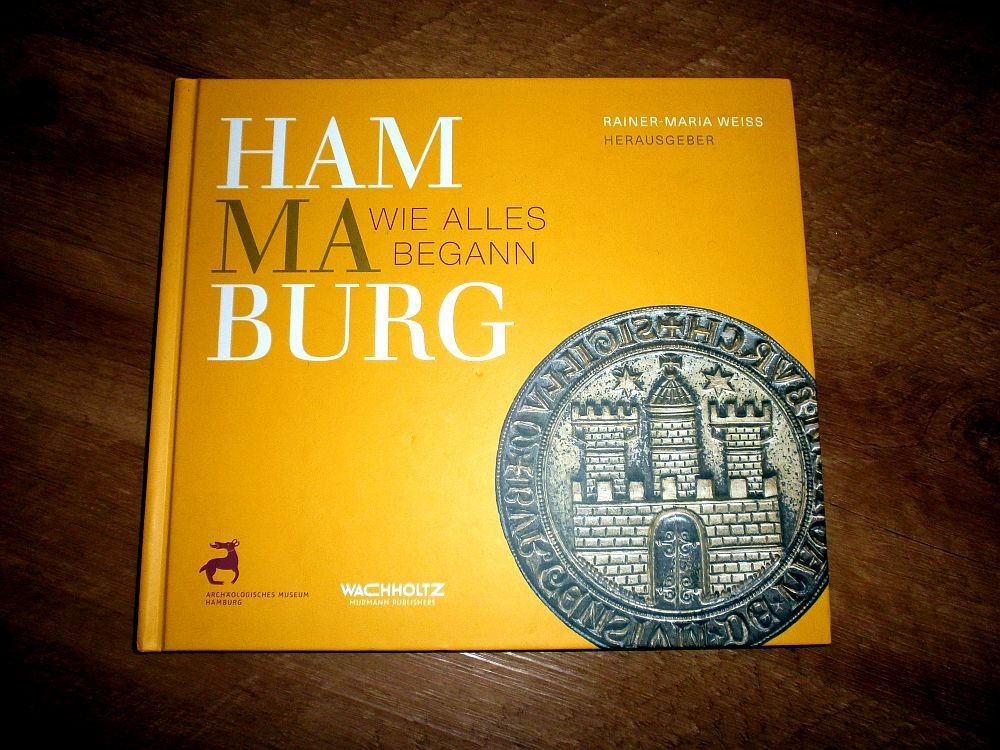 HAM
MA
BURG
WIE ALLES
BEGANN
RAINER-MARIA WEISS
HERAUSGEBER
ARCHÄOLOGISCHES MUSEUM
HAMBURG
WACHHOLTZ
MURMANN PUBLISHERS